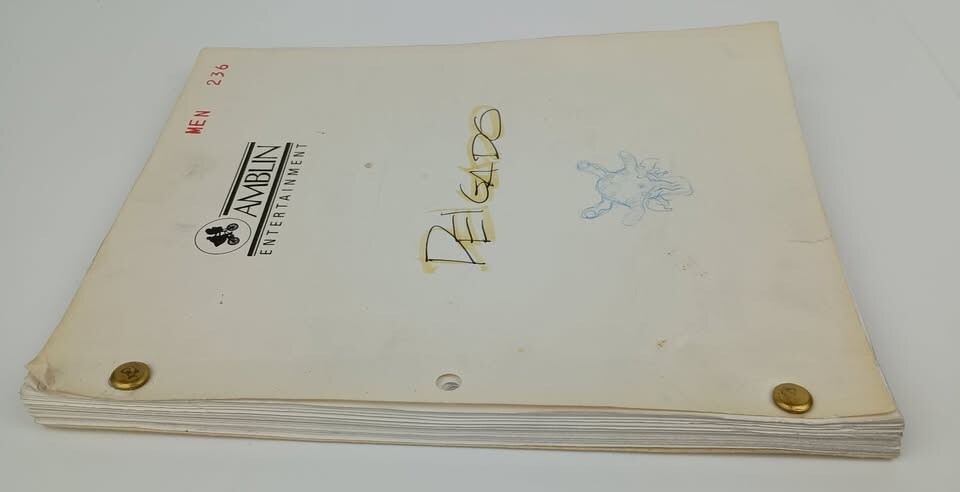 MEN 236
AMBLIN
ENTERTAINMENT
DELGADO